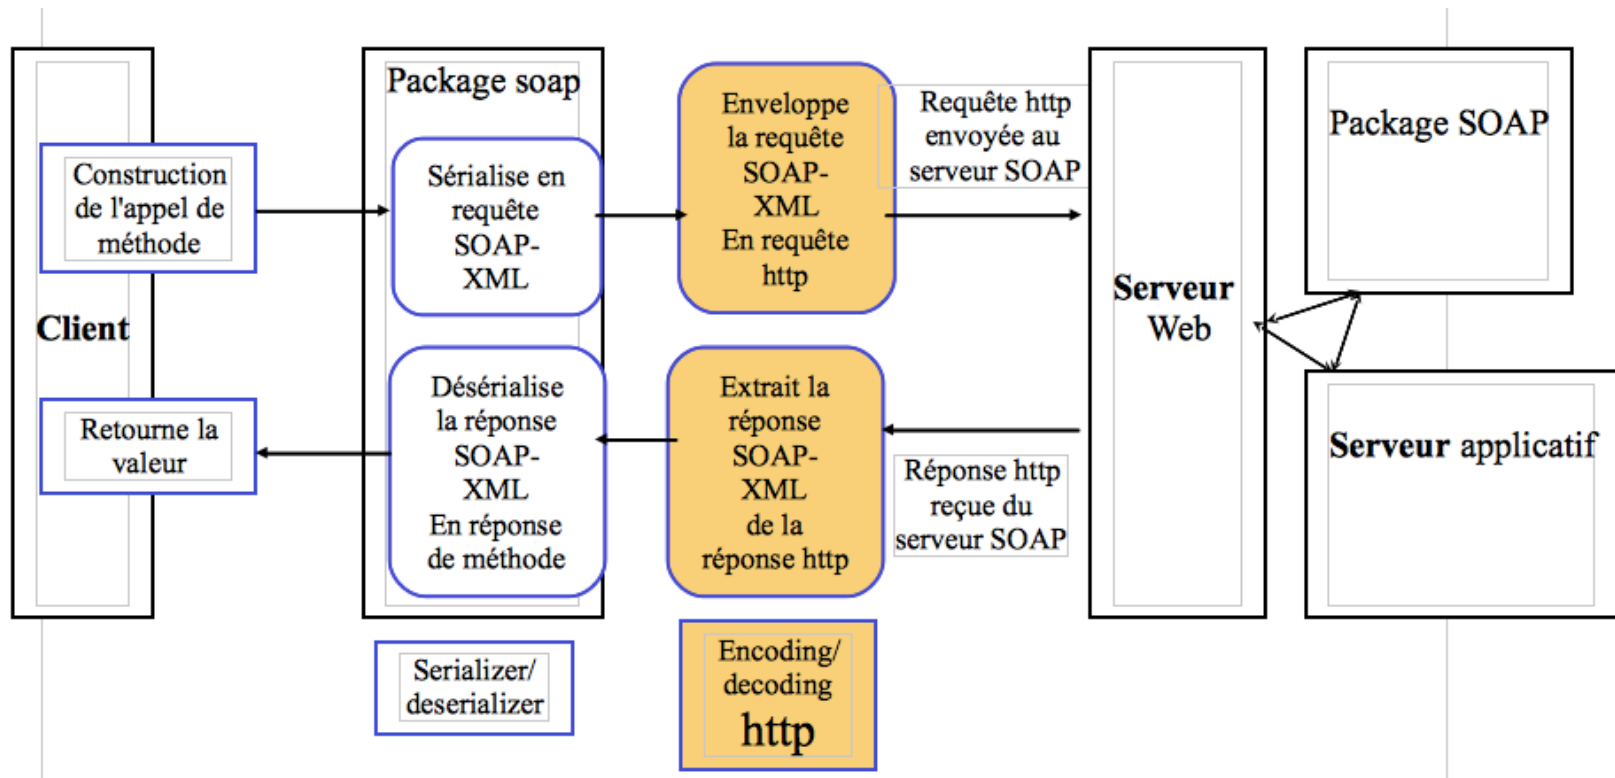 Client
Construction
de l'appel de
méthode
Retourne la
valeur
Package soap
Sérialise en
requête
SOAP-
XML
Désérialise
la réponse
SOAP-
XML
En réponse
de méthode
Serializer/
deserializer
Enveloppe
la requête
SOAP-
XML
En requête
http
Extrait la
réponse
SOAP-
XML
de la
réponse http
Encoding/
decoding
http
Requête http
envoyée au
serveur SOAP
Réponse http
reçue du
serveur SOAP
Serveur
Web
Package SOAP
Serveur applicatif